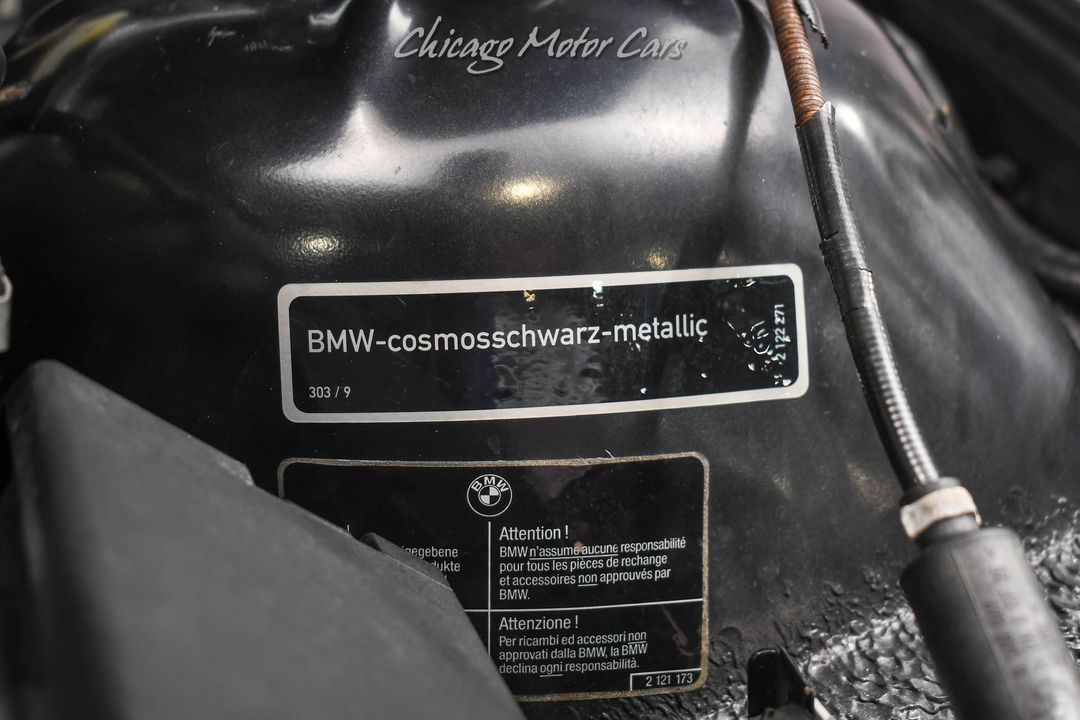 Chicago Motor Cars
BMW-cosmosschwarz-metallic
303 / 9
2 122 271
BMW
gegebene
dukte
Attention !
BMW n'assume aucune responsabilité
pour tous les pièces de rechange
et accessoires non approuvés par
BMW.
Attenzione !
Per ricambi ed accessori non
approvati dalla BMW, la BMW
declina ogni responsabilità.
2 121 173